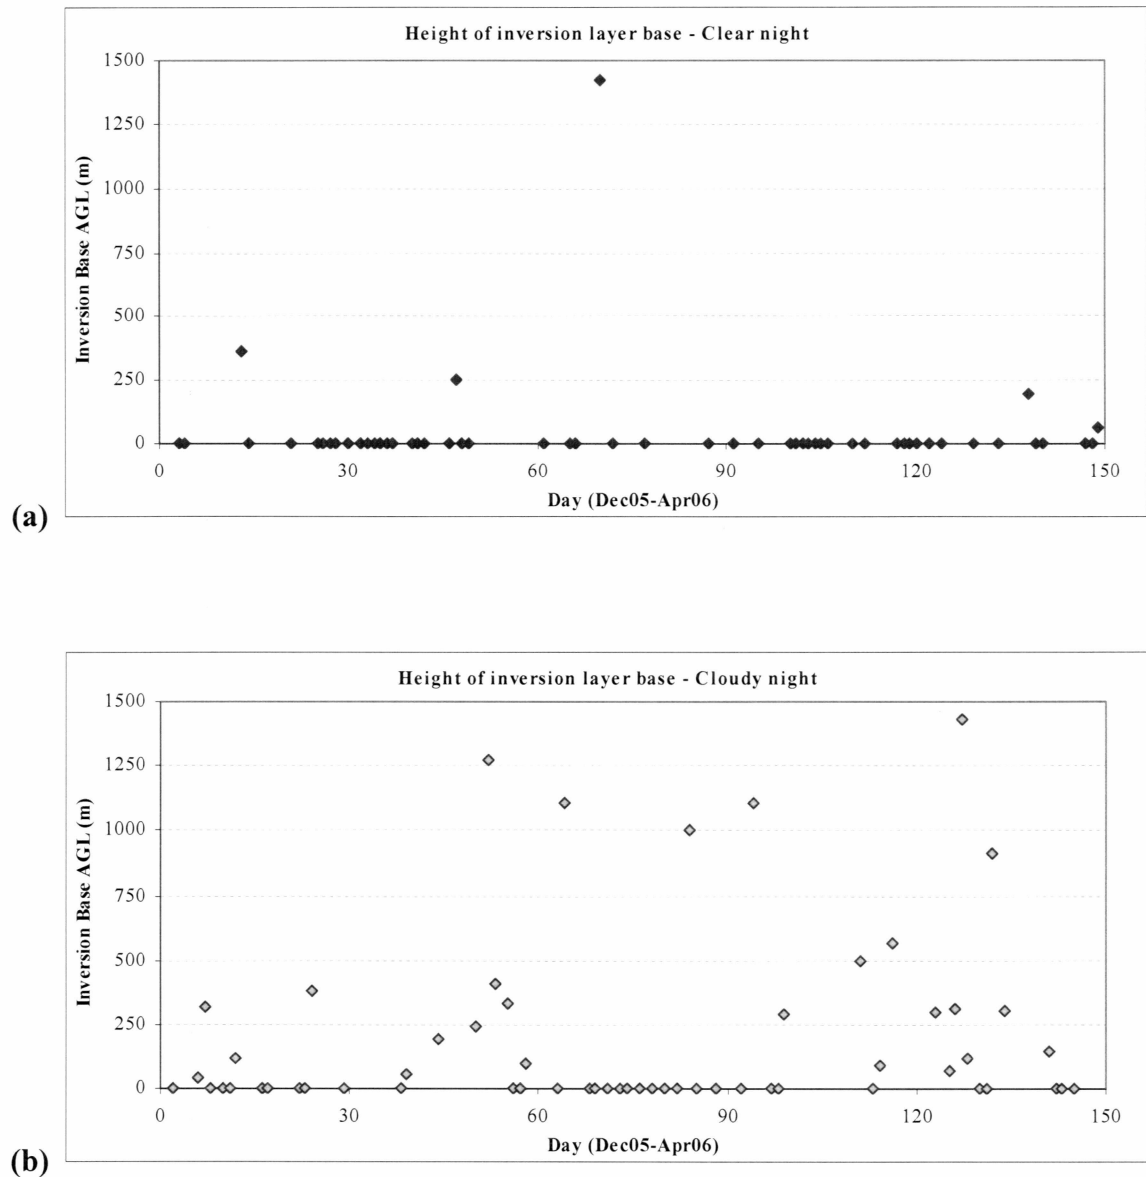 Height of inversion layer base - Clear night
1500
1250
1000
750
500
250
0
Inversion Base AGL (m)
0 30 60 90 120 150
Day (Dec05-Apr06)
(a)
Height of inversion layer base - Cloudy night
1500
1250
1000
750
500
250
0
Inversion Base AGL (m)
0 30 60 90 120 150
Day (Dec05-Apr06)
(b)